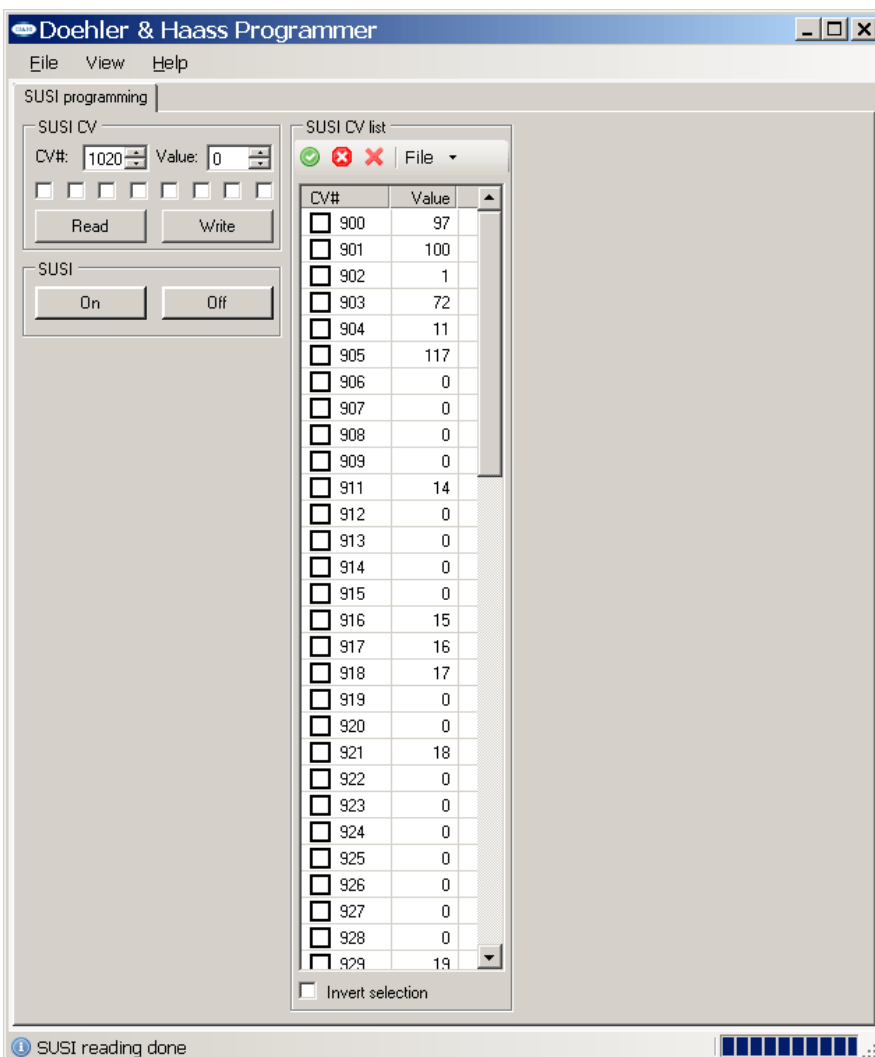 Doehler & Haass Programmer
File View Help
SUSI programming
SUSI CV
CV#: 1020 Value: 0
Read Write
SUSI
On Off
SUSI CV list
File
CV# Value
900 97
901 100
902 1
903 72
904 11
905 117
906 0
907 0
908 0
909 0
911 14
912 0
913 0
914 0
915 0
916 15
917 16
918 17
919 0
920 0
921 18
922 0
923 0
924 0
925 0
926 0
927 0
928 0
929 19
Invert selection
SUSI reading done